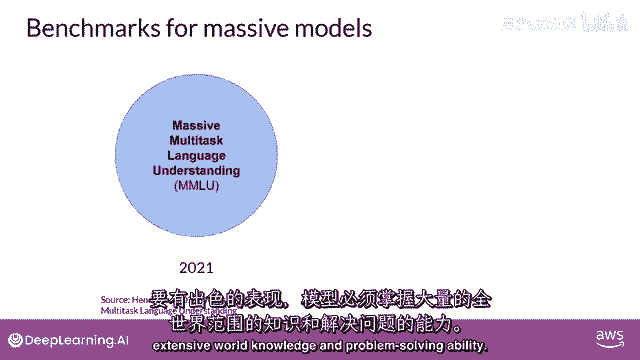 Benchmarks for massive models
Massive
Multitask
Language
Understanding
(MMLU)
2021
Source: Hen
要有出色的表现，模型必须掌握大量的全
Multitask Language Understanding
世界范围的知识和解决问题的能力。
extensive world knowledge and problem-solving ability.
DeepLearning.AI
aws